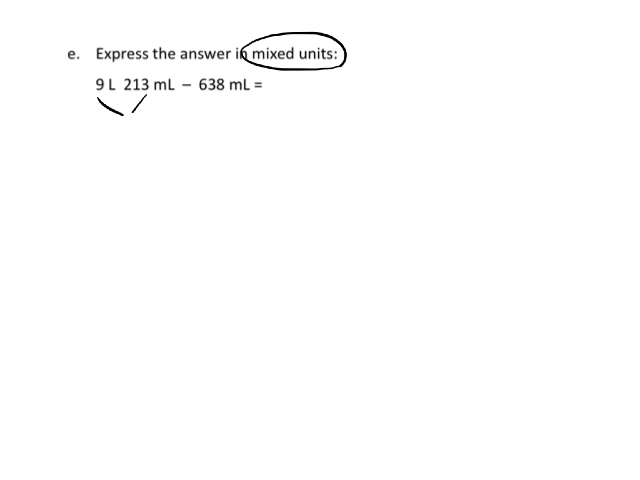 e. Express the answer in mixed units:
9 L 213 mL – 638 mL =